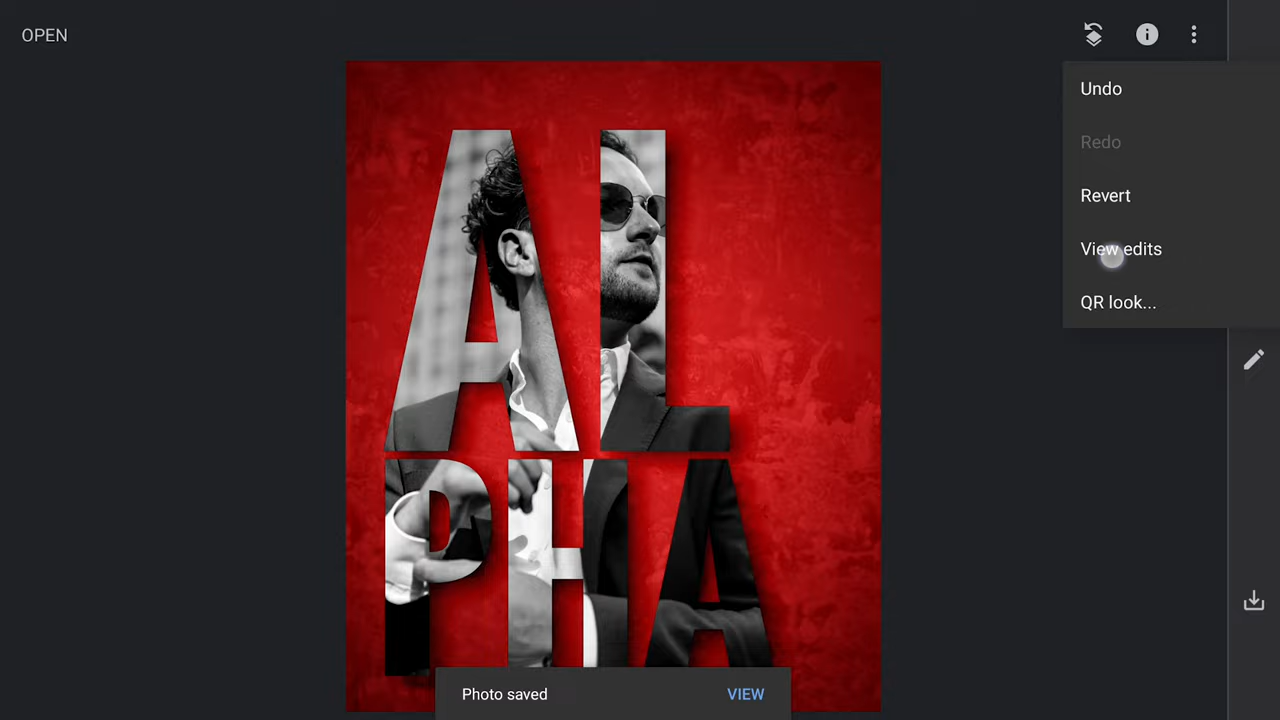 OPEN
Undo
Redo
Revert
View edits
QR look...
AL
PHA
Photo saved
VIEW